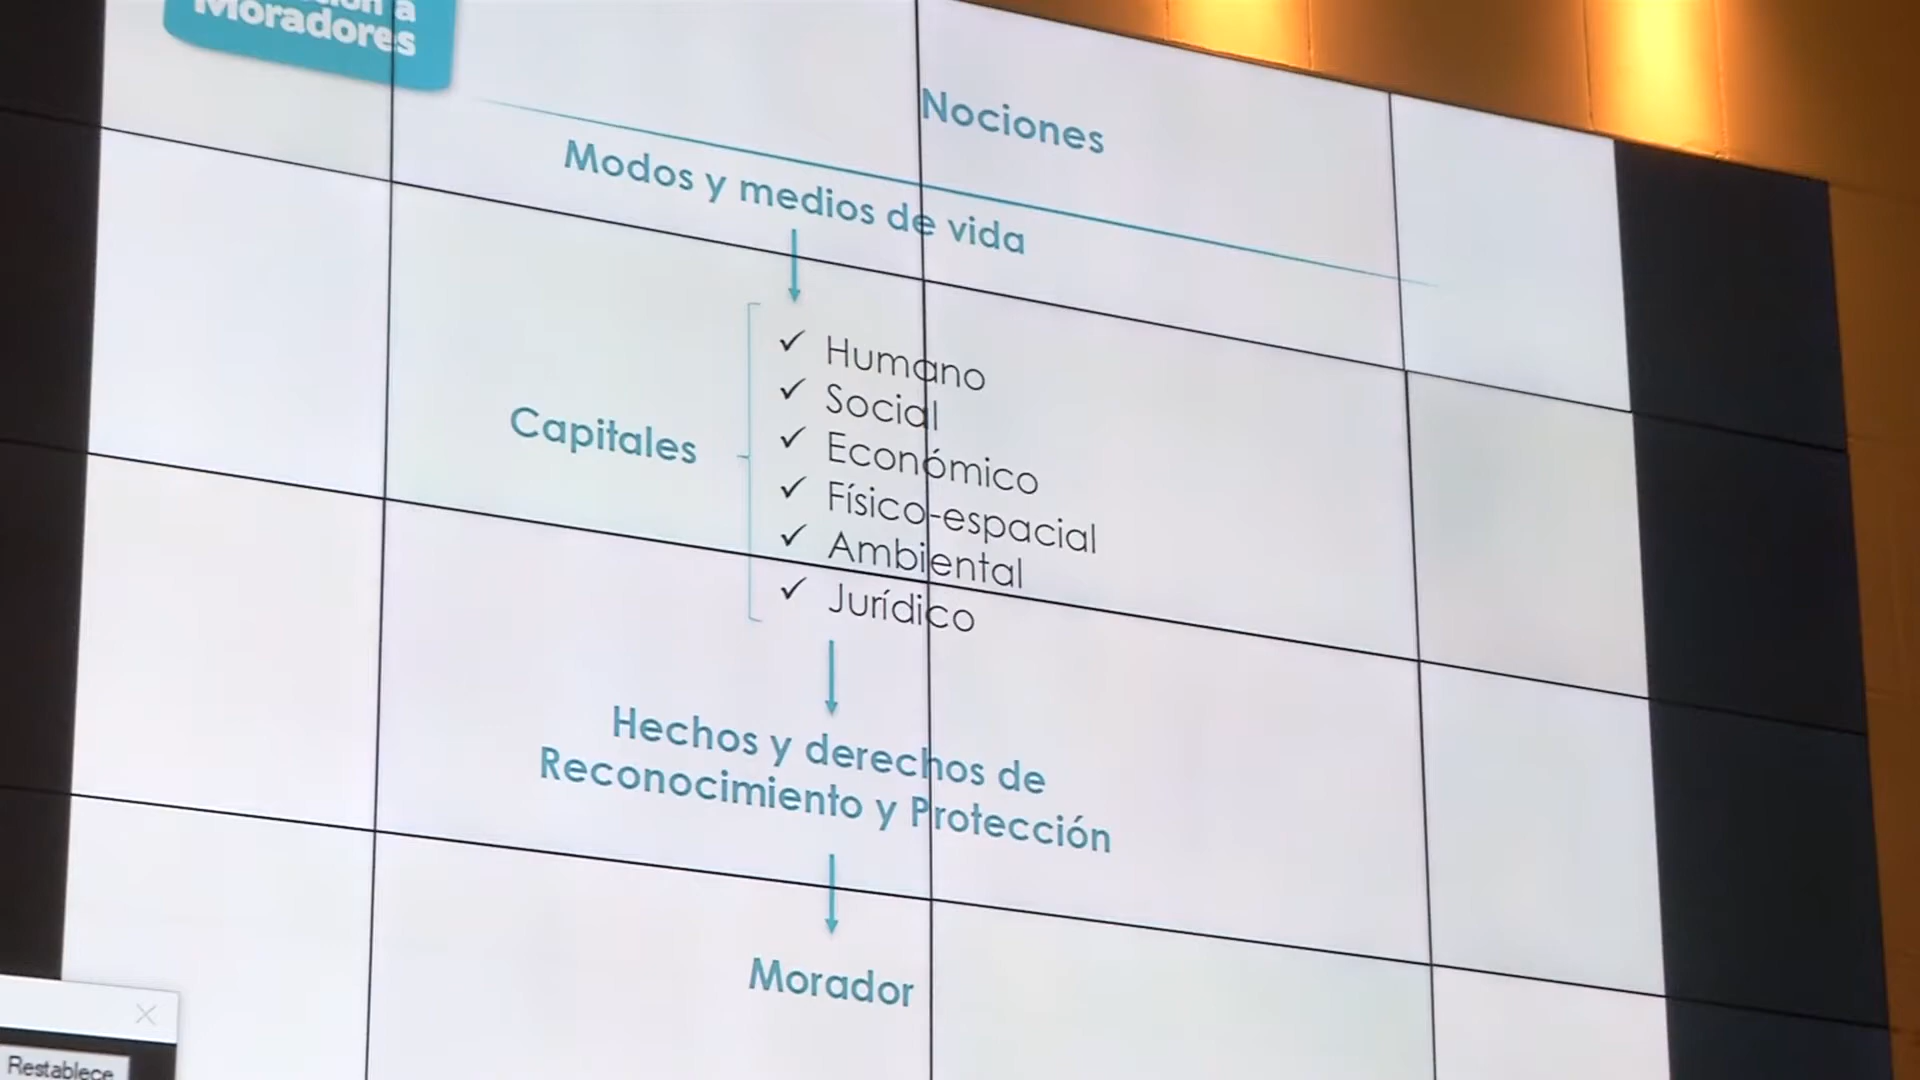 a
Moradores
Nociones
Modos y medios de vida
Capitales
✓ Humano
✓ Social
✓ Económico
✓ Físico-espacial
✓ Ambiental
✓ Jurídico
Hechos y derechos de
Reconocimiento y Protección
Morador
Restablece